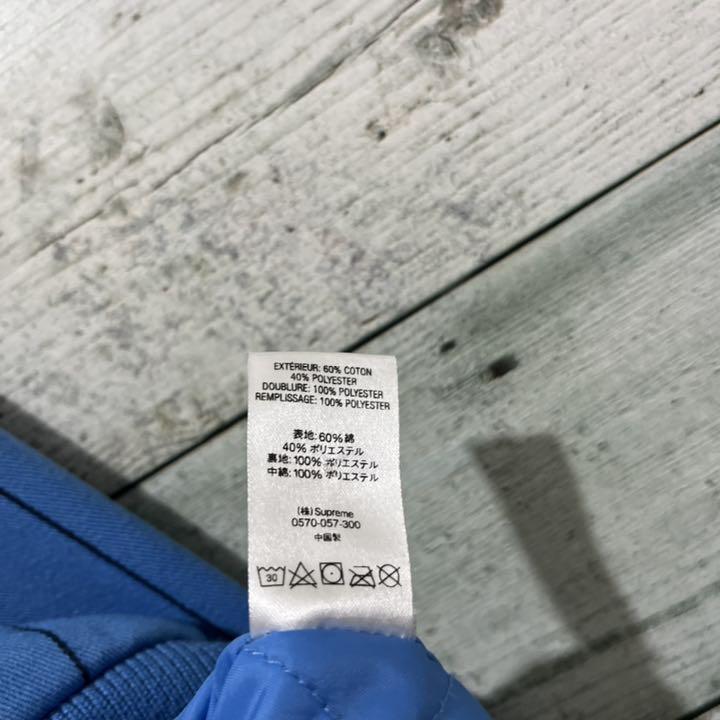 EXTÉRIEUR: 60% COTON
40% POLYESTER
DOUBLURE: 100% POLYESTER
REMPLISSAGE: 100% POLYESTER
表地:60%綿
40% ポリエステル
裏地:100% ポリエステル
中綿:100% ポリエステル
(株)Supreme
0570-057-300
中国製
30